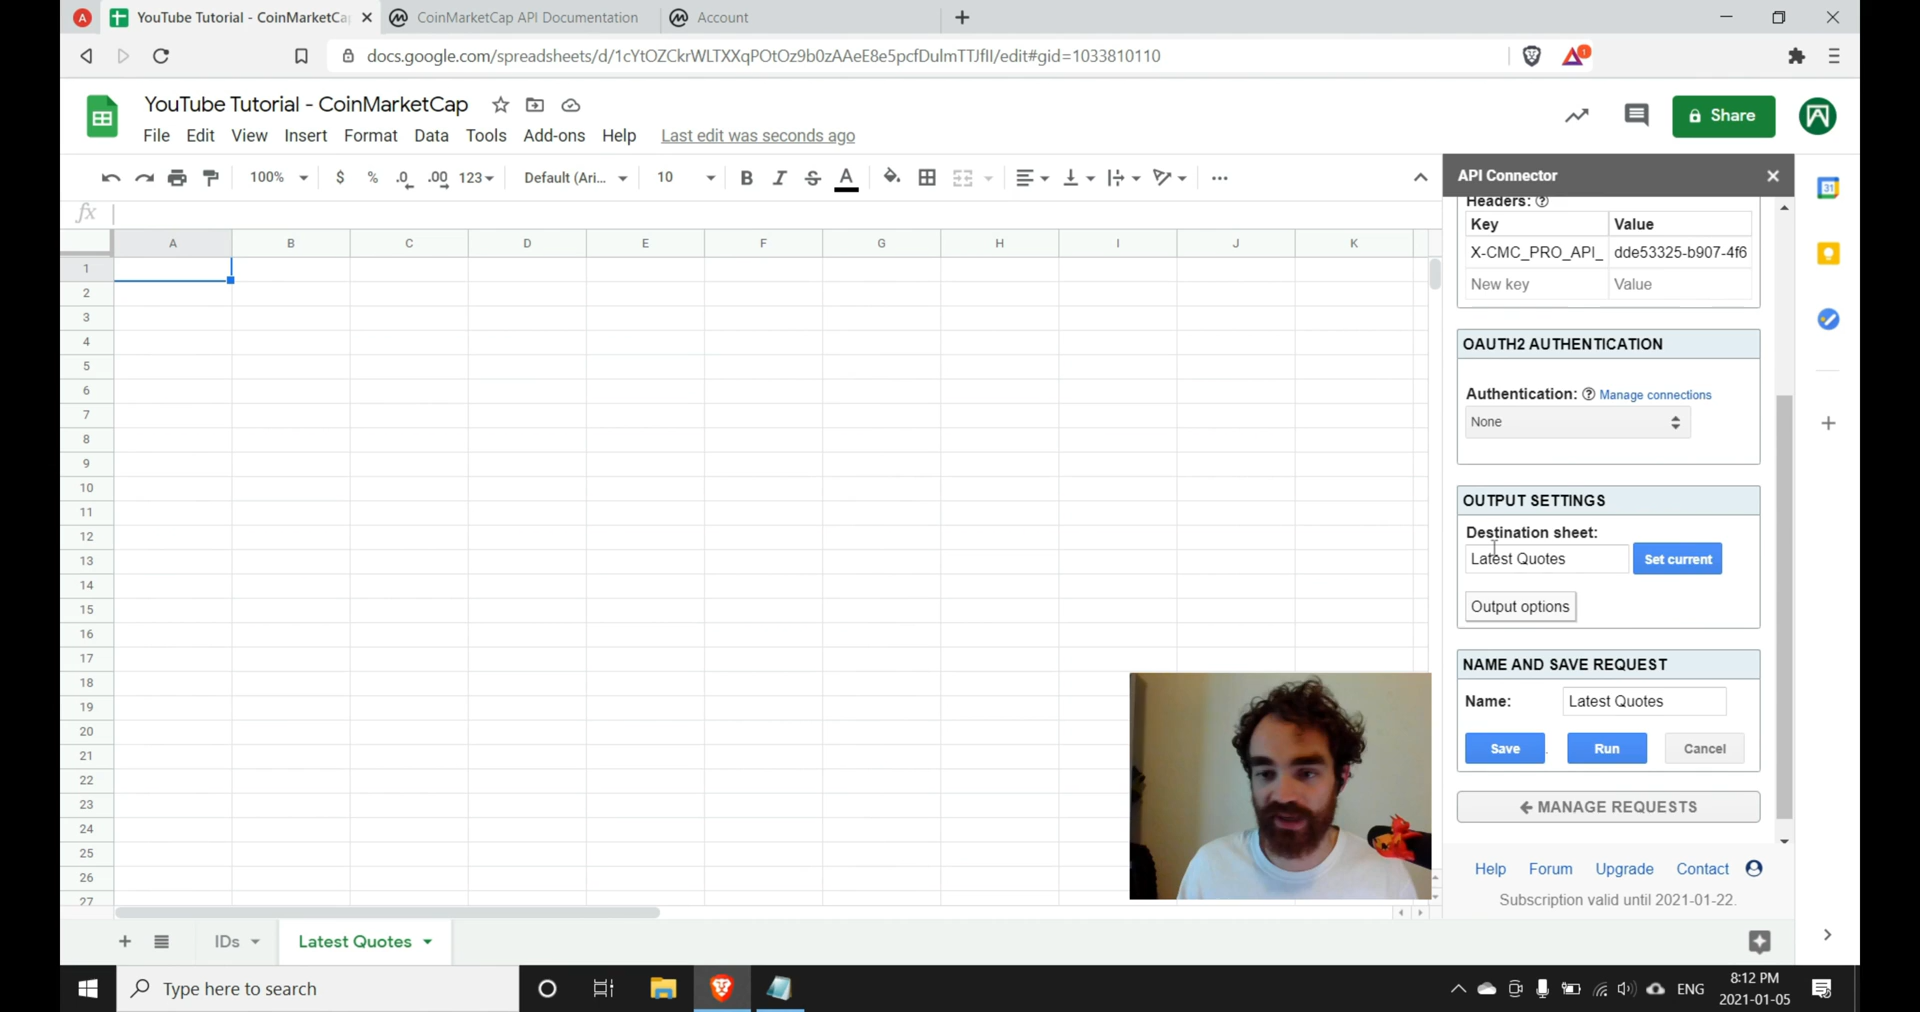 YouTube Tutorial - CoinMarketCap
CoinMarketCap API Documentation
Account
docs.google.com/spreadsheets/d/1cYtOZCkrWLTXXqPOtOz9b0zAAeE8e5pcfDulmTTJflI/edit#gid=1033810110
YouTube Tutorial - CoinMarketCap
File Edit View Insert Format Data Tools Add-ons Help Last edit was seconds ago
Share
100% $ % .0 .00 123 Default (Ari... 10 B I S A
API Connector
fx
A B C D E F G H I J K
1
2
3
4
5
6
7
8
9
10
11
12
13
14
15
16
17
18
19
20
21
22
23
24
25
26
27
Headers:
Key Value
X-CMC_PRO_API_ dde53325-b907-4f6
New key Value
OAUTH2 AUTHENTICATION
Authentication: Manage connections
None
OUTPUT SETTINGS
Destination sheet:
Latest Quotes Set current
Output options
NAME AND SAVE REQUEST
Name: Latest Quotes
Save Run Cancel
← MANAGE REQUESTS
Help Forum Upgrade Contact
Subscription valid until 2021-01-22.
IDs Latest Quotes
Type here to search
ENG
8:12 PM
2021-01-05